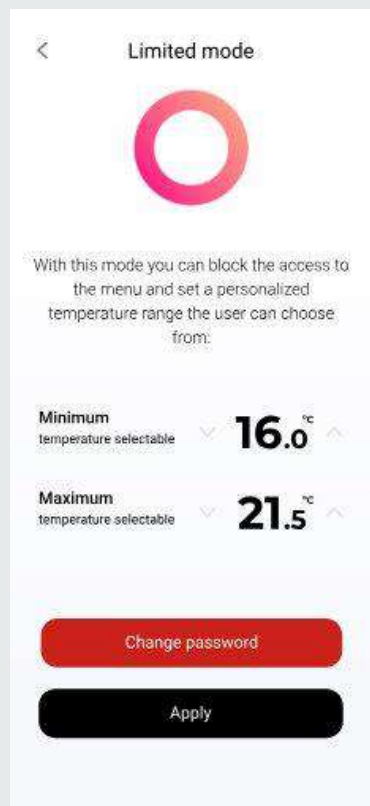 Limited mode
With this mode you can block the access to
the menu and set a personalized
temperature range the user can choose
from:
Minimum
temperature selectable
16.0 °C
Maximum
temperature selectable
21.5 °C
Change password
Apply